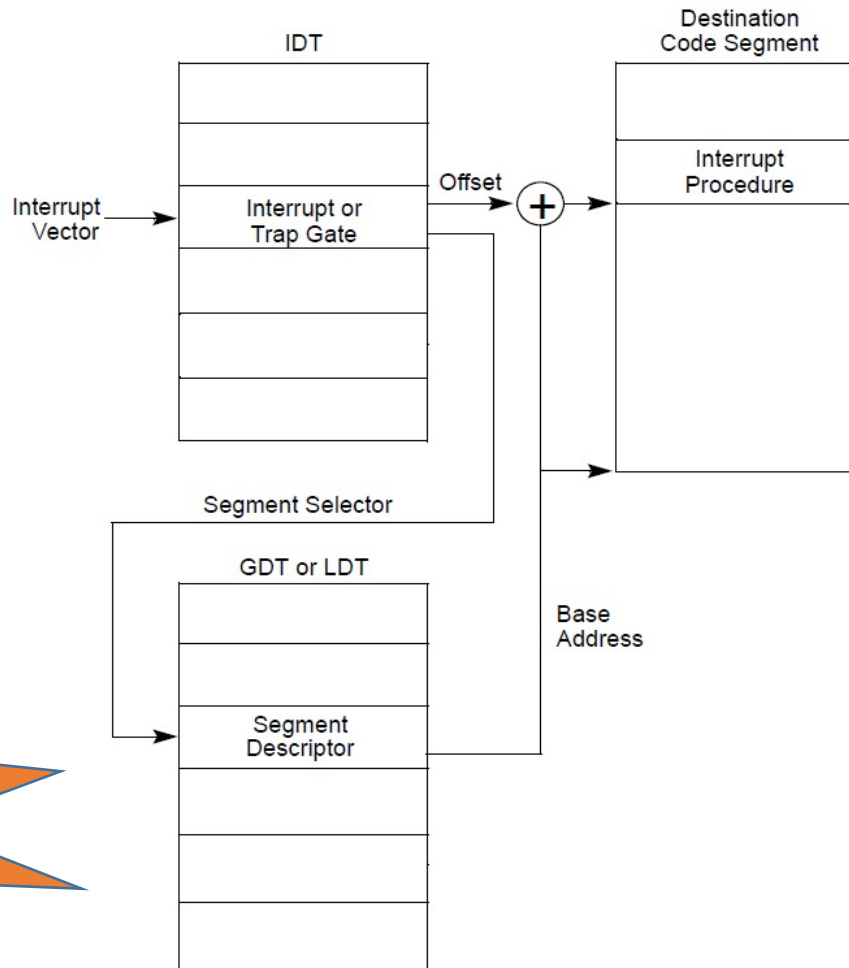 IDT
Destination
Code Segment
Interrupt
Vector
Interrupt or
Trap Gate
Offset
+
Interrupt
Procedure
Segment Selector
GDT or LDT
Segment
Descriptor
Base
Address